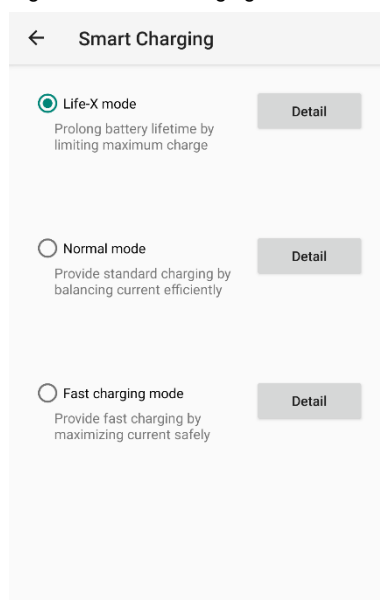 Smart Charging
Life-X mode
Detail
Prolong battery lifetime by
limiting maximum charge
Normal mode
Detail
Provide standard charging by
balancing current efficiently
Fast charging mode
Detail
Provide fast charging by
maximizing current safely